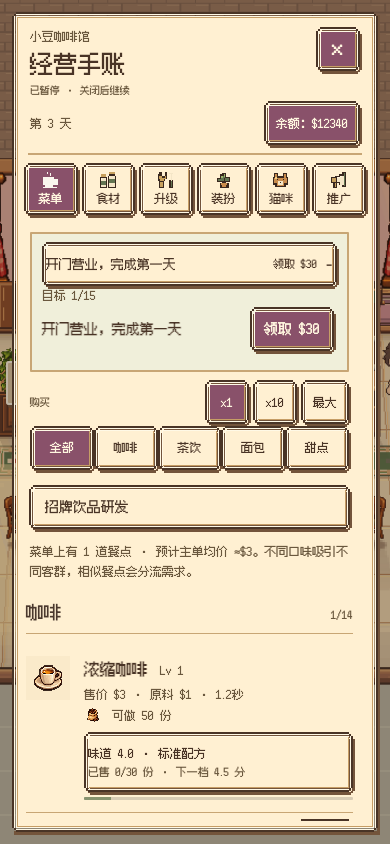 小豆咖啡馆
经营手账
已暂停 · 关闭后继续
×
第 3 天
余额: $12340
菜单 食材 升级 装扮 猫咪 推广
开门营业，完成第一天 领取 $30 −
目标 1/15
开门营业，完成第一天 领取 $30
购买 x1 x10 最大
全部 咖啡 茶饮 面包 甜点
招牌饮品研发
菜单上有 1 道餐点 · 预计主单均价 ≈$3。不同口味吸引不
同客群，相似餐点会分流需求。
咖啡 1/14
浓缩咖啡 Lv 1
售价 $3 · 原料 $1 · 1.2秒
可做 50 份
味道 4.0 · 标准配方
已售 0/30 份 · 下一档 4.5 分